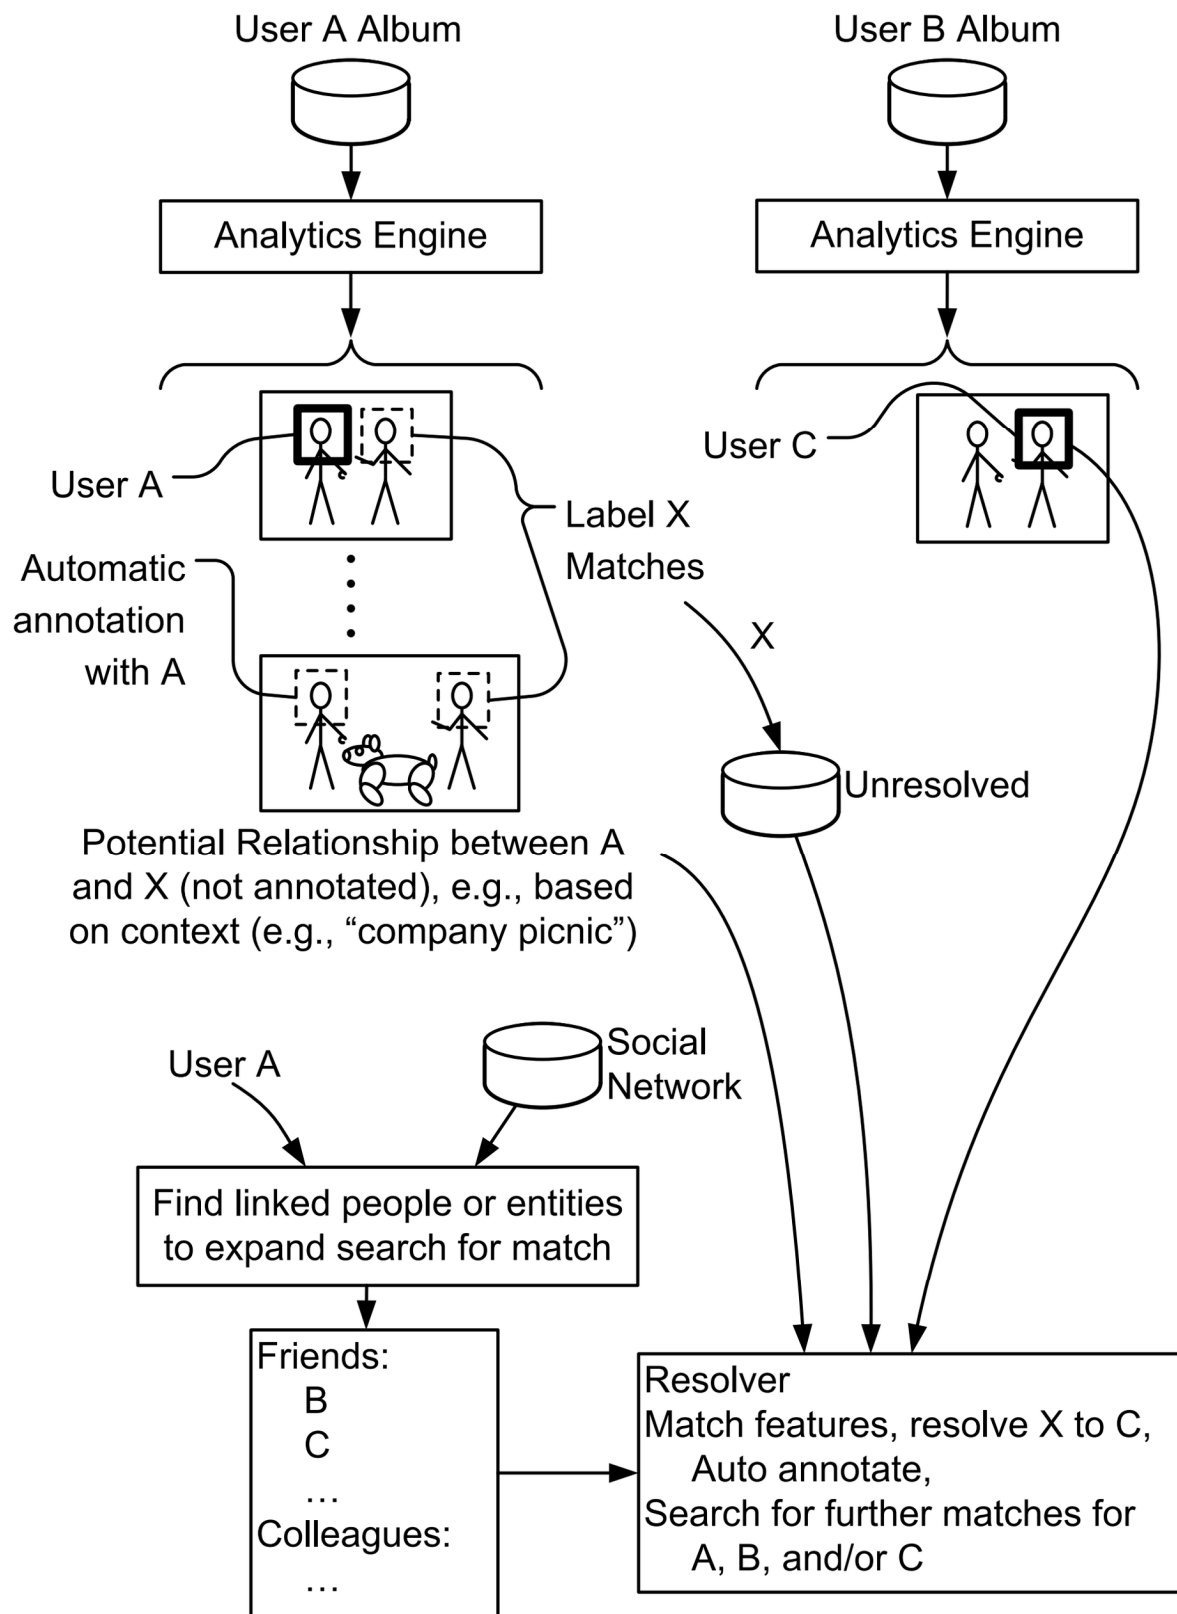 User A Album
User B Album
Analytics Engine
Analytics Engine
User A
User C
Label X
Matches
Automatic
annotation
with A
X
Unresolved
Potential Relationship between A
and X (not annotated), e.g., based
on context (e.g., “company picnic”)
User A
Social
Network
Find linked people or entities
to expand search for match
Friends:
B
C
…
Colleagues:
…
Resolver
Match features, resolve X to C,
Auto annotate,
Search for further matches for
A, B, and/or C